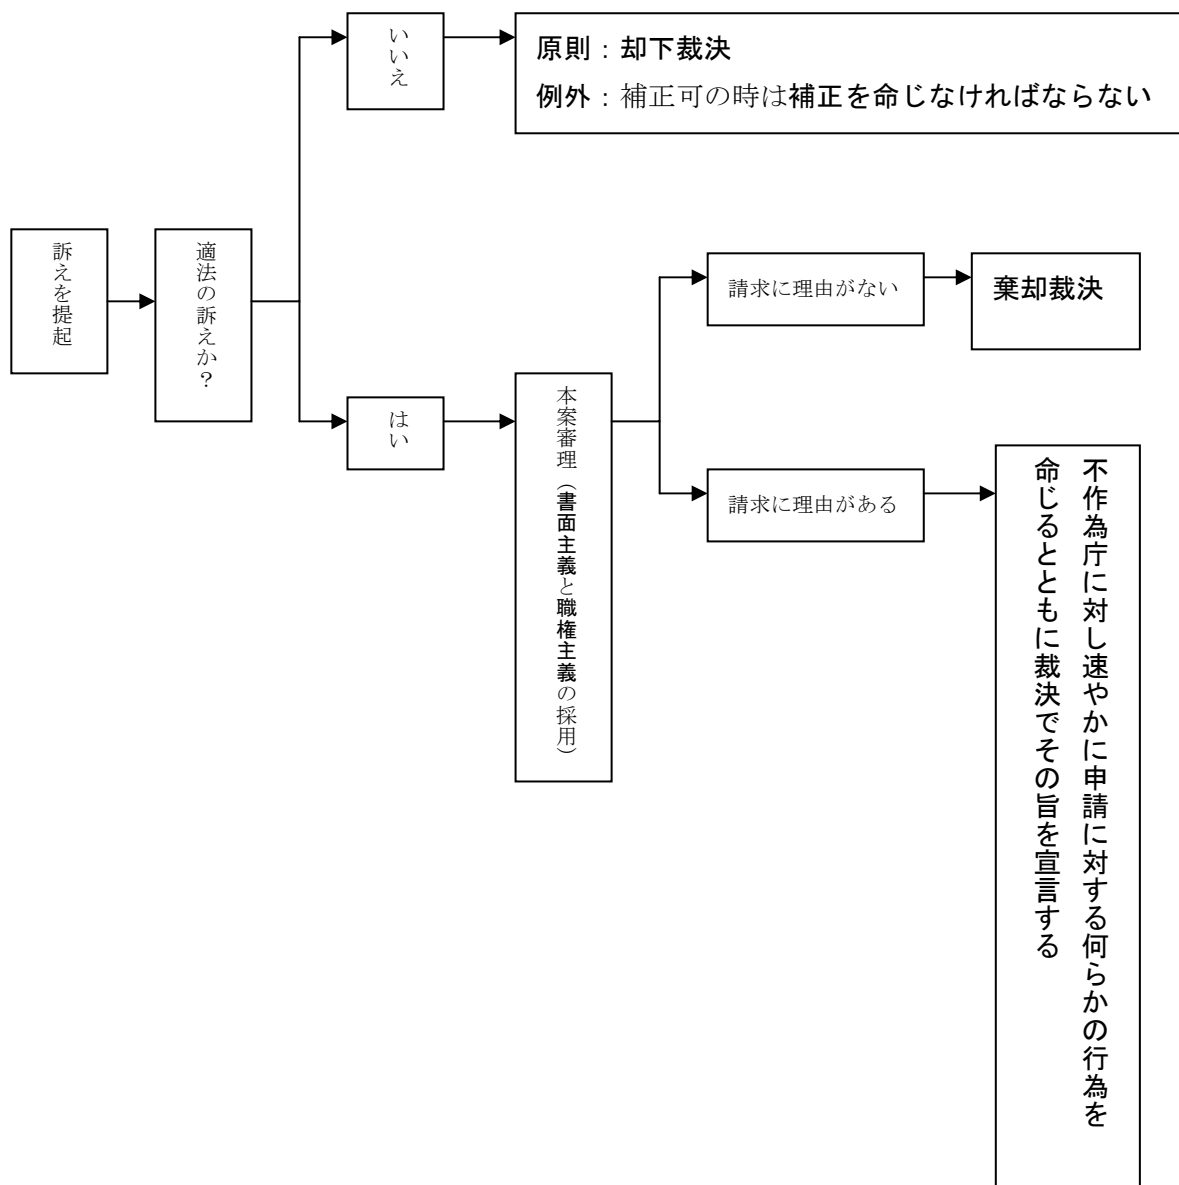 訴えを提起
適法の訴えか？
いいえ
原則：却下裁決
例外：補正可の時は補正を命じなければならない
はい
本案審理（書面主義と職権主義の採用）
請求に理由がない
棄却裁決
請求に理由がある
不作為庁に対し速やかに申請に対する何らかの行為を
命じるとともに裁決でその旨を宣言する